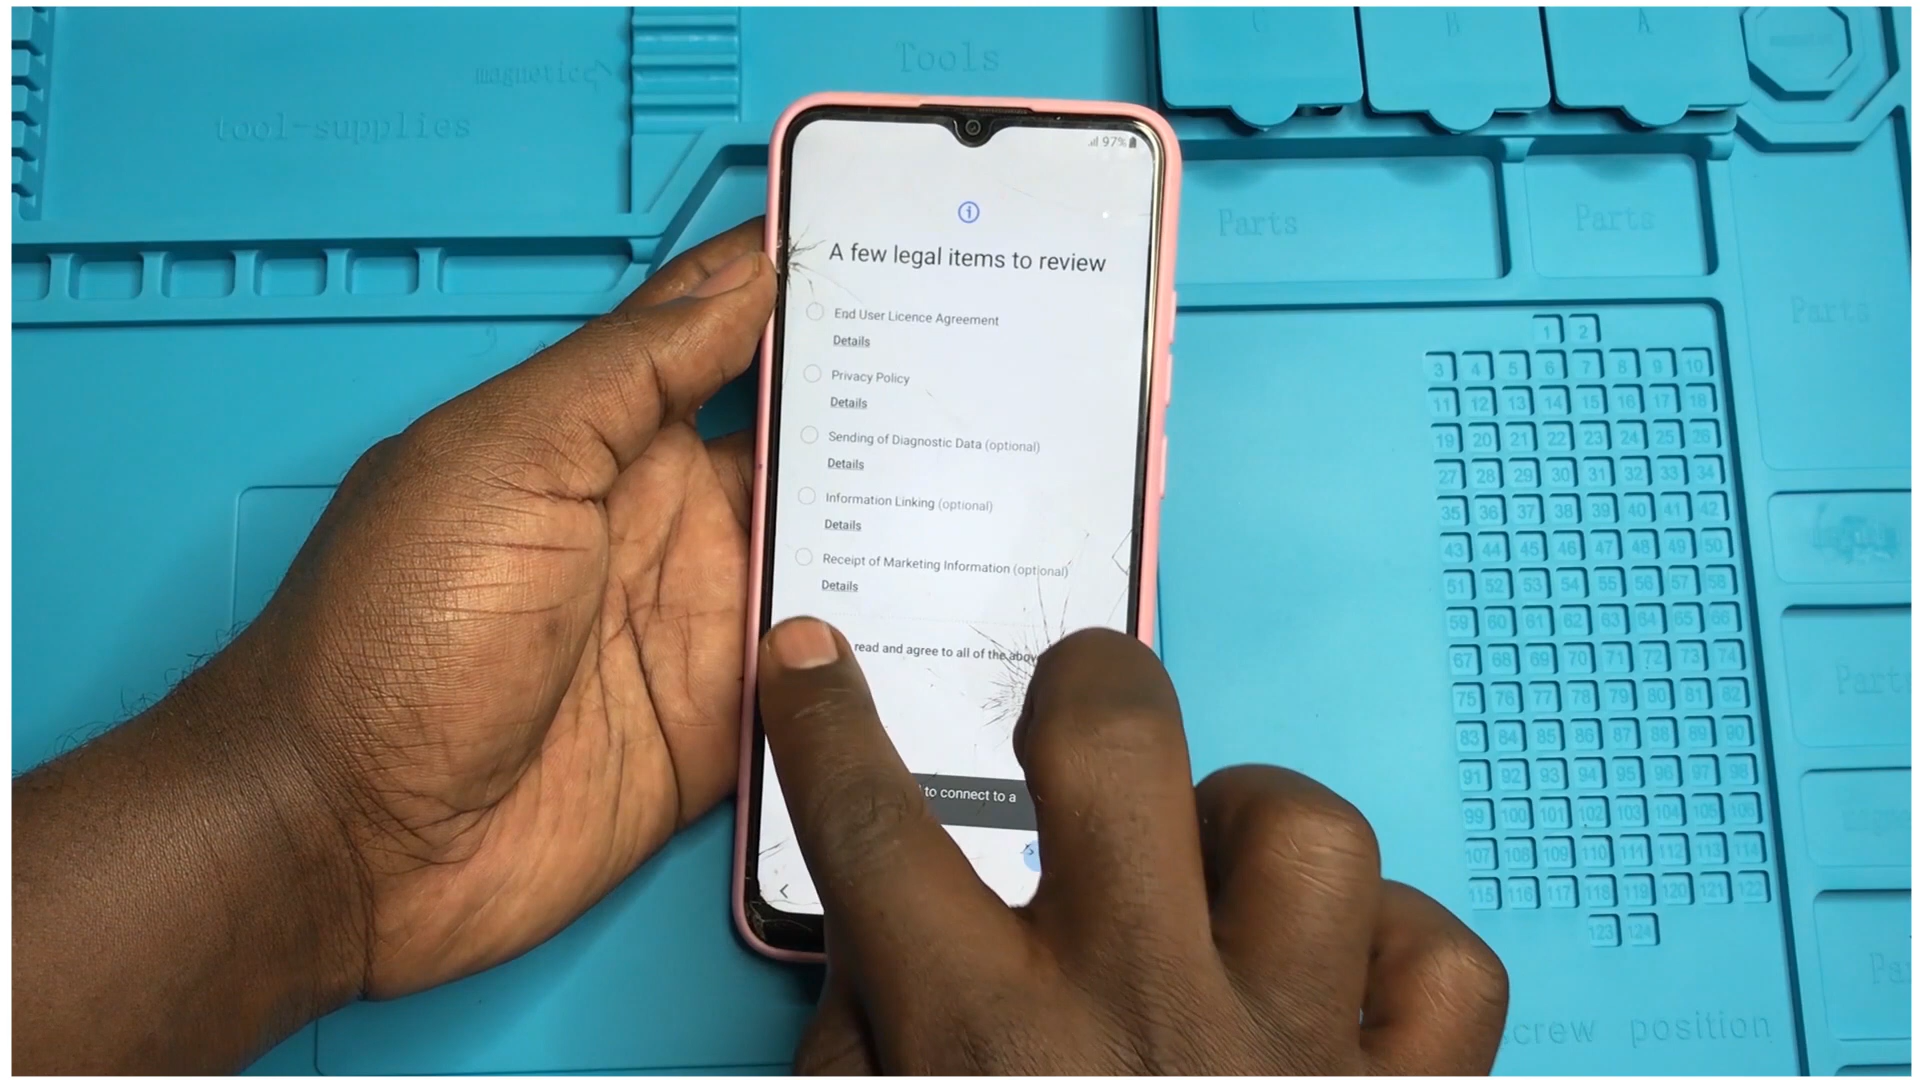 C
B
A
Tools
magnetic
tool-supplies
97%
Parts
Parts
Parts
A few legal items to review
End User Licence Agreement
Details
Privacy Policy
Details
Sending of Diagnostic Data (optional)
Details
Information Linking (optional)
Details
Receipt of Marketing Information (optional)
Details
read and agree to all of the above
to connect to a
1 2
3 4 5 6 7 8 9 10
11 12 13 14 15 16 17 18
19 20 21 22 23 24 25 26
27 28 29 30 31 32 33 34
35 36 37 38 39 40 41 42
43 44 45 46 47 48 49 50
51 52 53 54 55 56 57 58
59 60 61 62 63 64 65 66
67 68 69 70 71 72 73 74
75 76 77 78 79 80 81 82
83 84 85 86 87 88 89 90
91 92 93 94 95 96 97 98
99 100 101 102 103 104 105 106
107 108 109 110 111 112 113 114
115 116 117 118 119 120 121 122
123 124
Parts
screw position